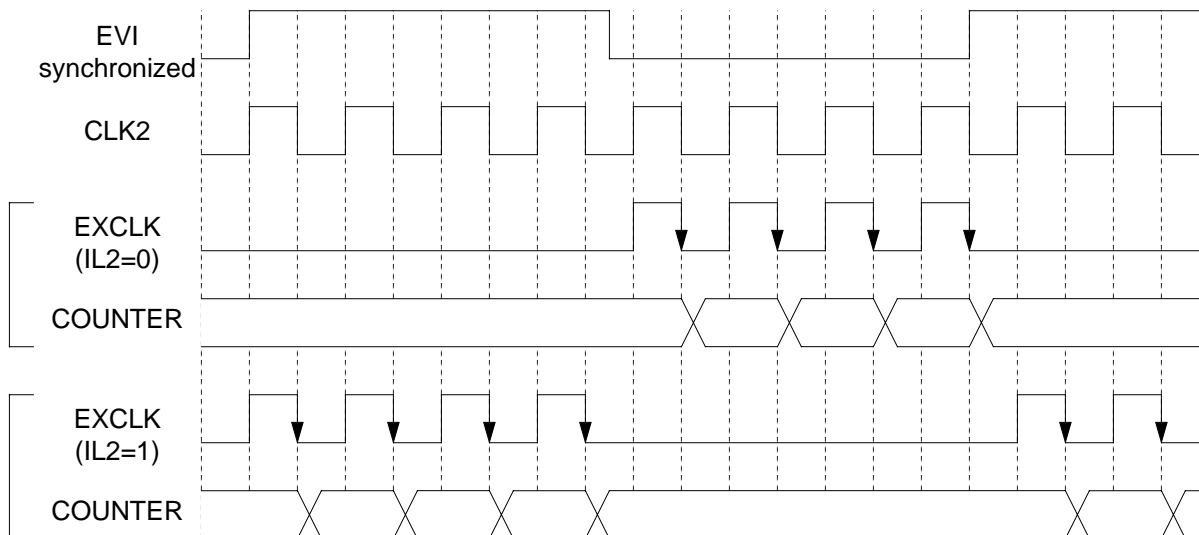 EVI
synchronized
CLK2
EXCLK
(IL2=0)
COUNTER
EXCLK
(IL2=1)
COUNTER